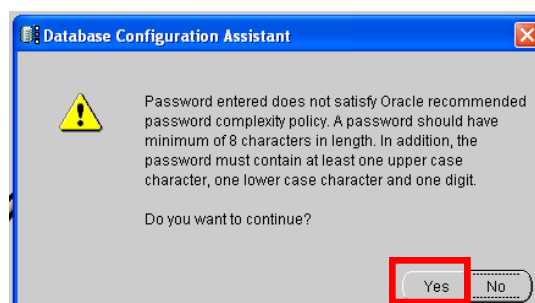 Database Configuration Assistant
Password entered does not satisfy Oracle recommended
password complexity policy. A password should have
minimum of 8 characters in length. In addition, the
password must contain at least one upper case
character, one lower case character and one digit.
Do you want to continue?
Yes No